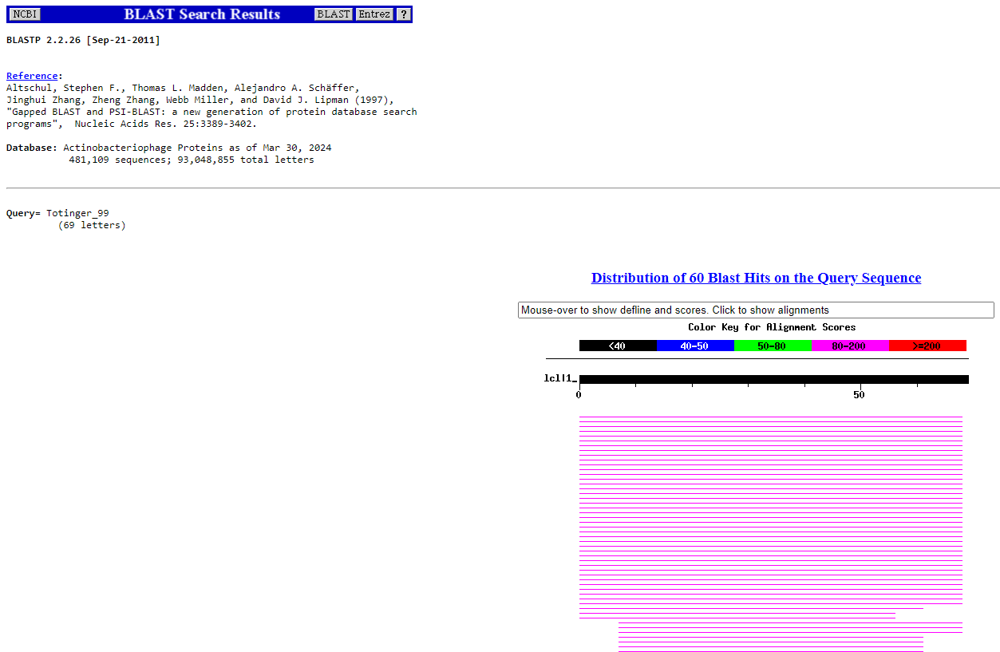 NCBI BLAST Search Results BLAST Entrez ?
BLASTP 2.2.26 [Sep-21-2011]
Reference:
Altschul, Stephen F., Thomas L. Madden, Alejandro A. Schäffer,
Jinghui Zhang, Zheng Zhang, Webb Miller, and David J. Lipman (1997),
"Gapped BLAST and PSI-BLAST: a new generation of protein database search
programs", Nucleic Acids Res. 25:3389-3402.
Database: Actinobacteriophage Proteins as of Mar 30, 2024
481,109 sequences; 93,048,855 total letters
Query= Totinger_99
(69 letters)
Distribution of 60 Blast Hits on the Query Sequence
Mouse-over to show defline and scores. Click to show alignments
Color Key for Alignment Scores
<40 40-50 50-80 80-200 >=200
lcl|1_
0 50